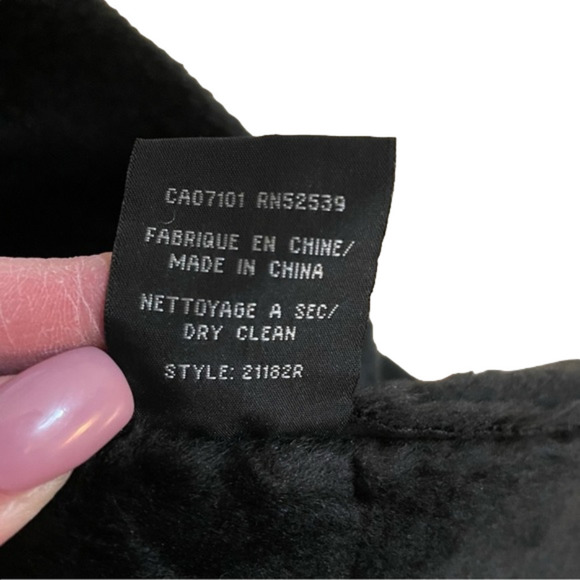 CA07101 RN52539
FABRIQUE EN CHINE/
MADE IN CHINA
NETTOYAGE A SEC/
DRY CLEAN
STYLE: 21182R